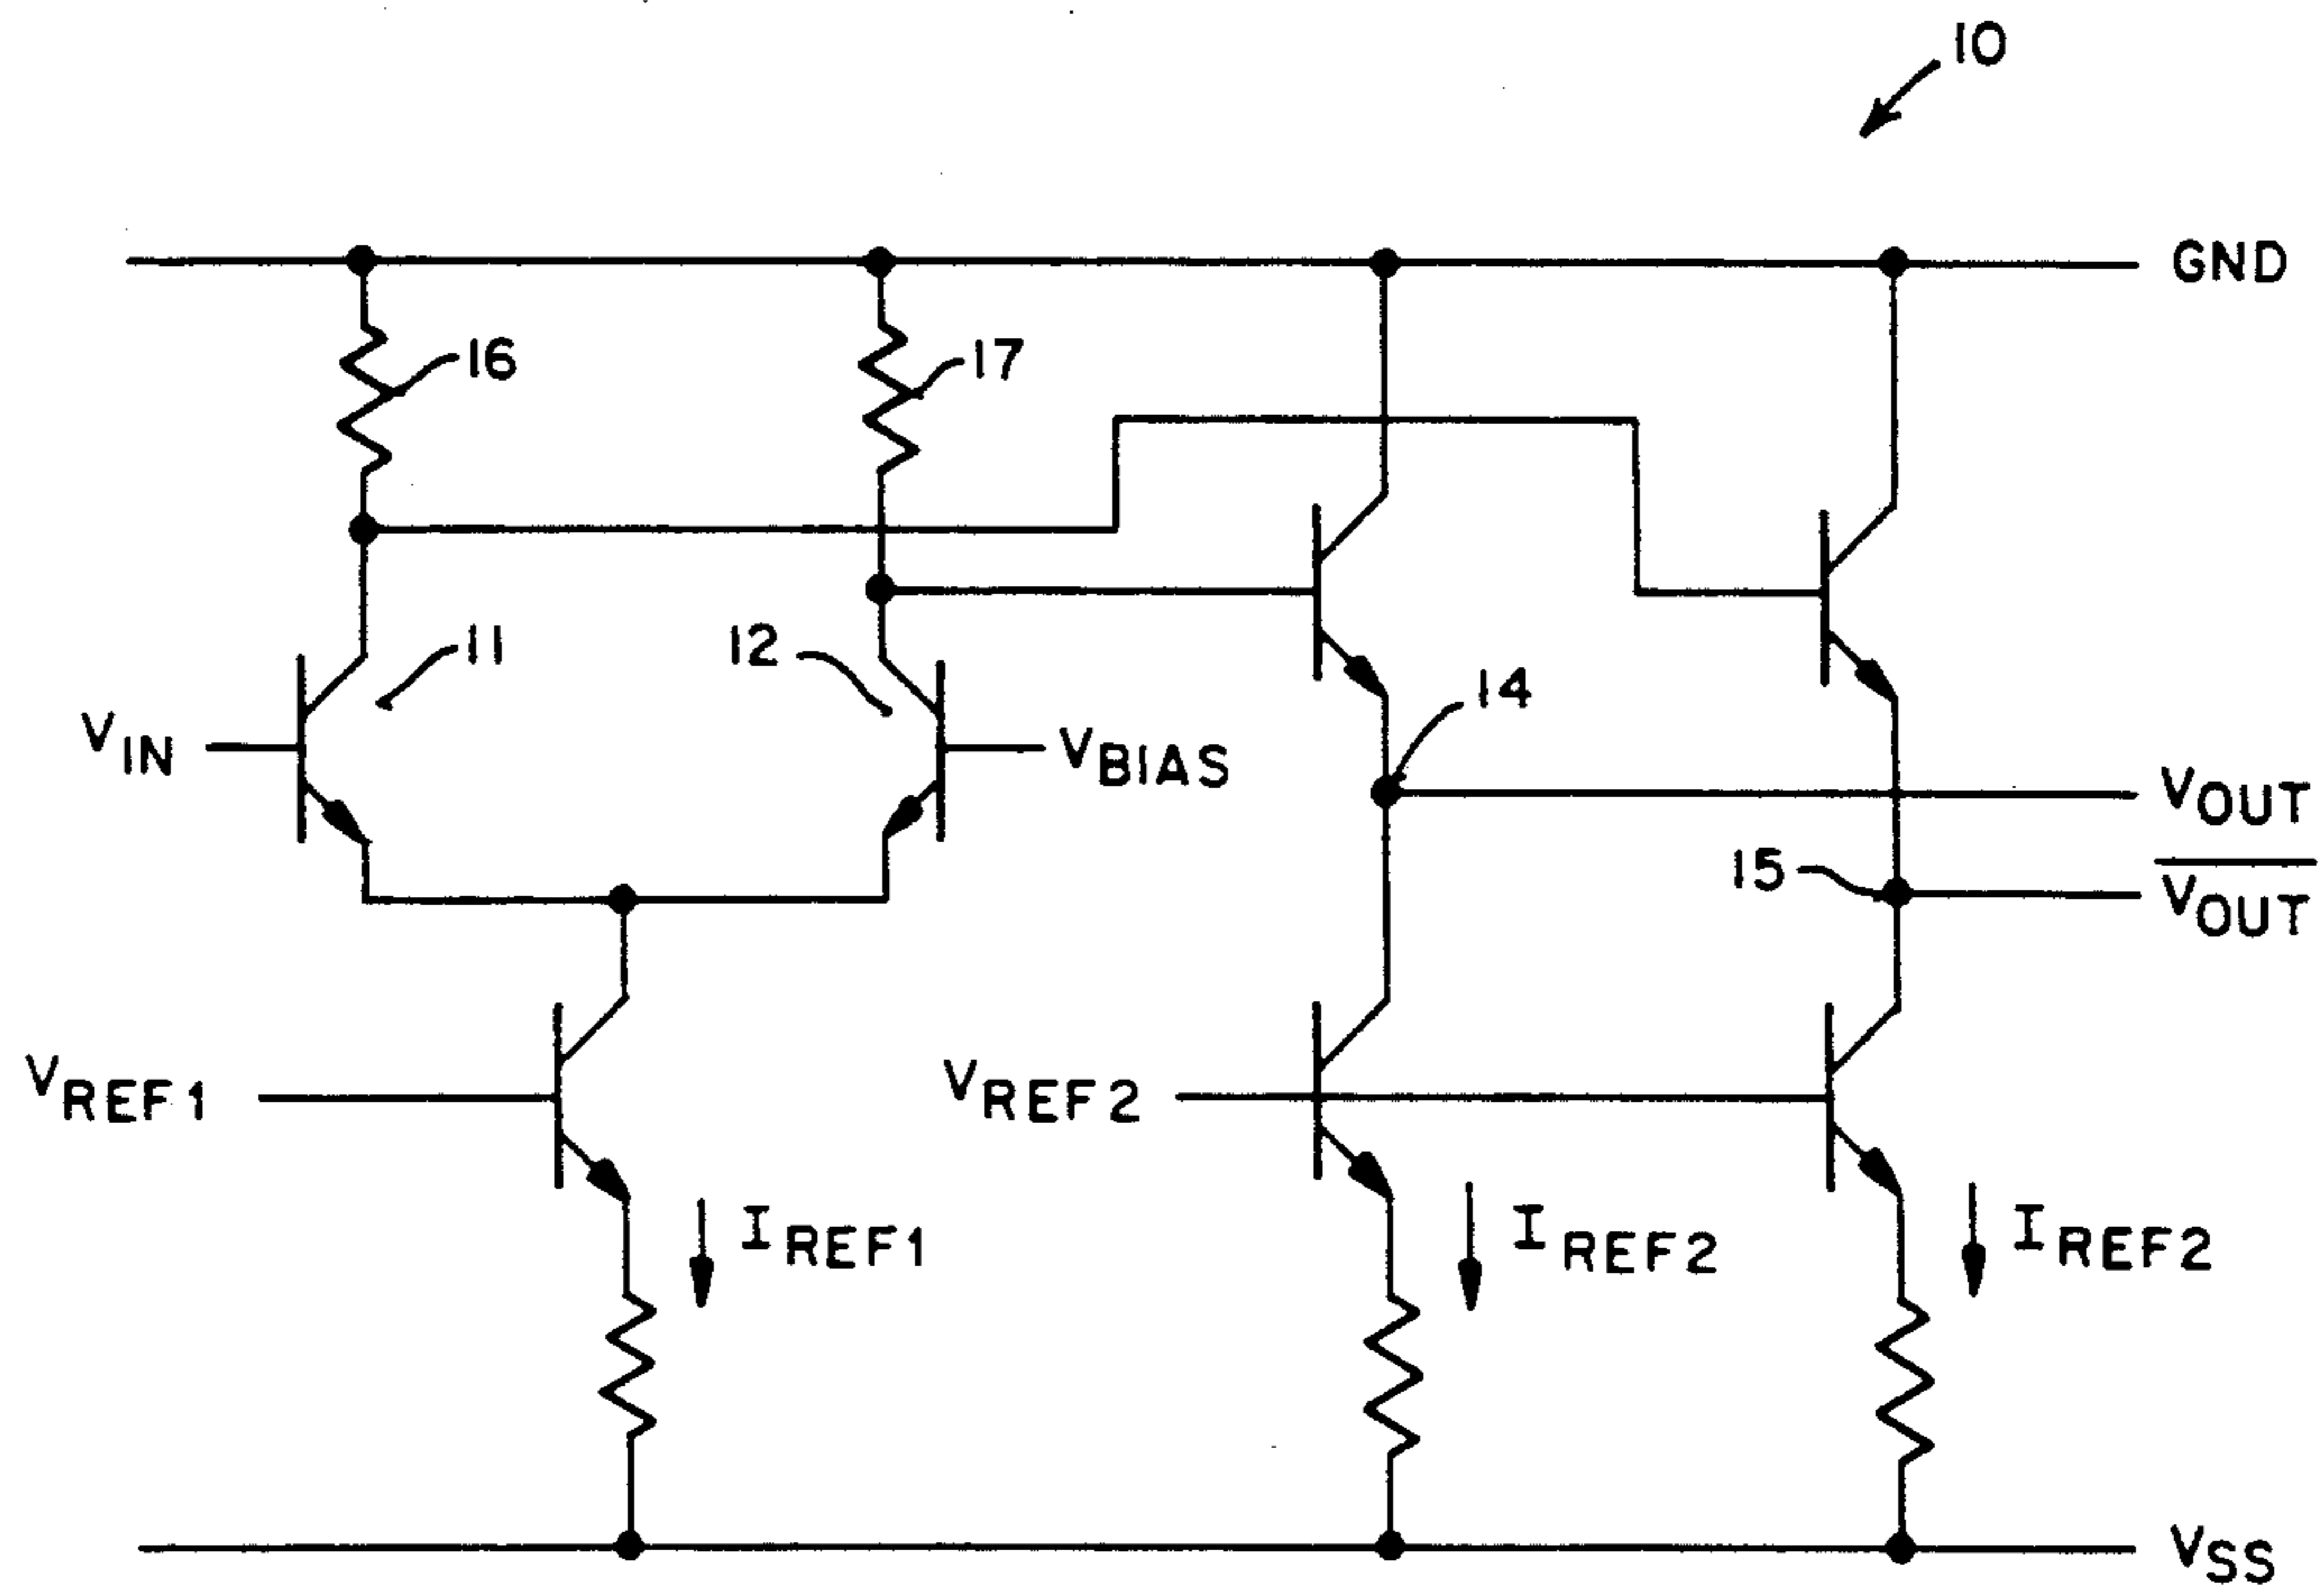 10
GND
16
17
11
12
14
VIN
VBIAS
VOUT
15
VOUT
VREF1
VREF2
IREF1
IREF2
IREF2
VSS